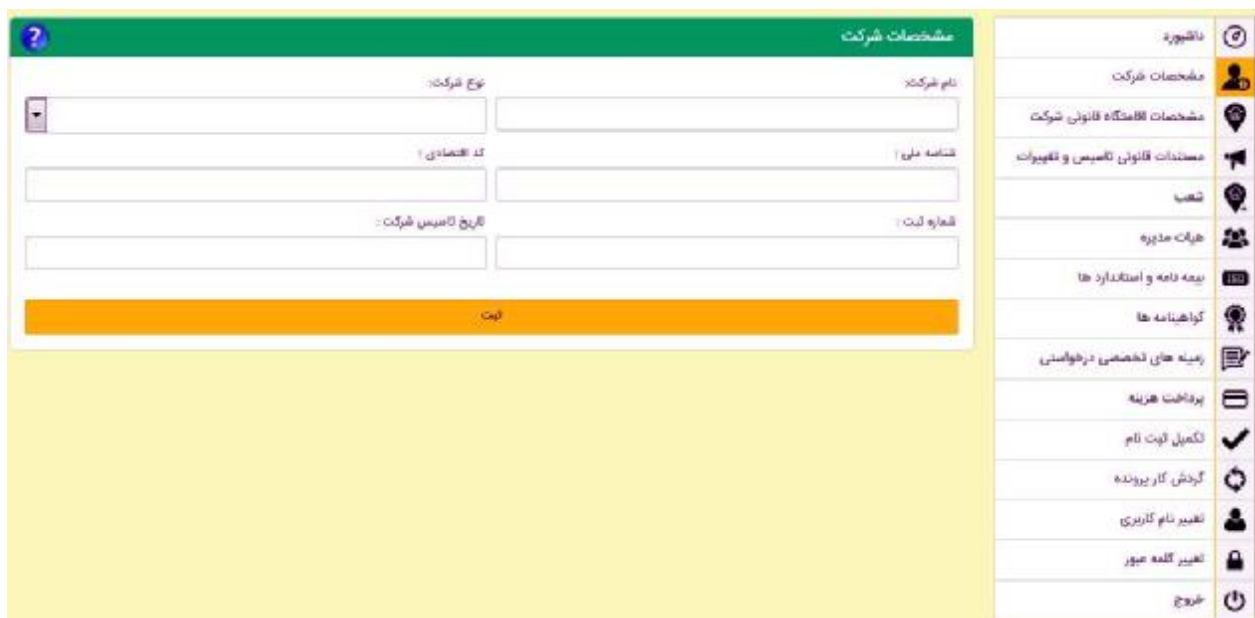 مشخصات شرکت
?
نام شرکت:
نوع شرکت:
شناسه ملی :
کد اقتصادی :
شماره ثبت :
تاریخ تاسیس شرکت :
ثبت
داشبورد
مشخصات شرکت
مشخصات اقامتگاه قانونی شرکت
مستندات قانونی تاسیس و تغییرات
شعب
هیات مدیره
بیمه نامه و استاندارد ها
ISO
گواهینامه ها
زمینه های تخصصی درخواستی
پرداخت هزینه
تکمیل ثبت نام
گردش کار پرونده
تغییر نام کاربری
تغییر کلمه عبور
خروج